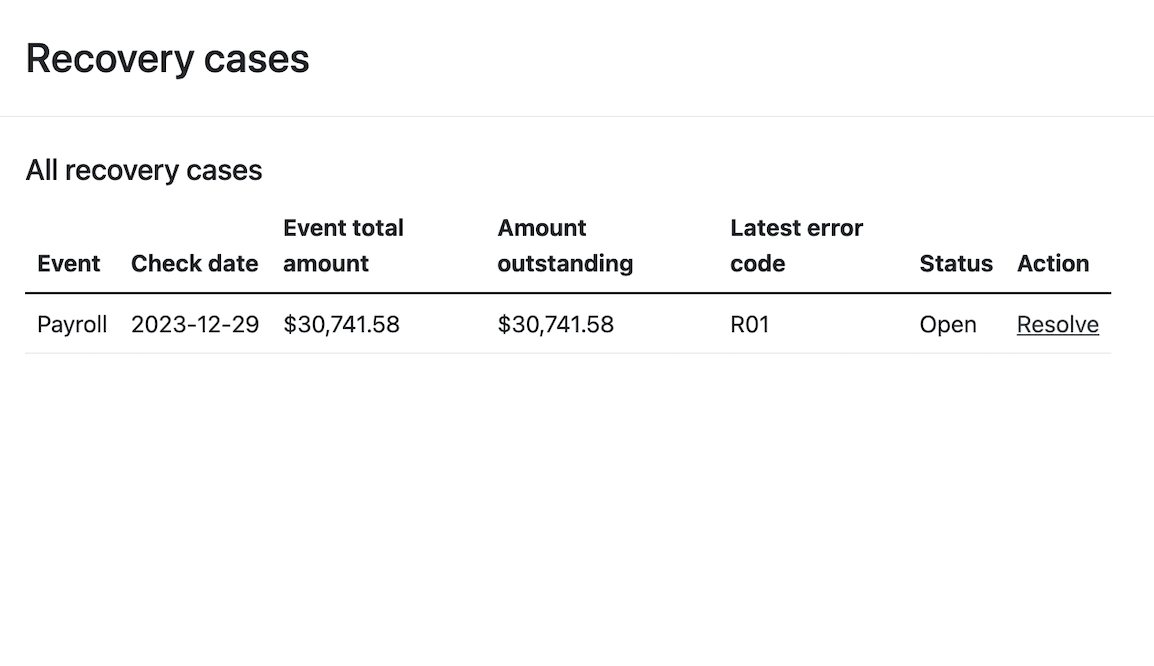 Recovery cases
All recovery cases
Event Check date Event total amount Amount outstanding Latest error code Status Action
Payroll 2023-12-29 $30,741.58 $30,741.58 R01 Open Resolve